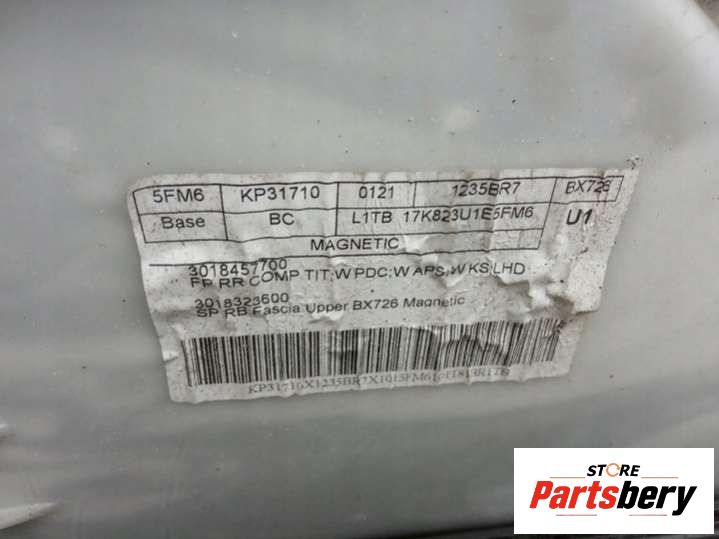 5FM6 KP31710 0121 1235BR7 BX726
Base BC L1TB 17K823U1E5FM6 U1
MAGNETIC
3018457700
FP RR COMP TIT;W PDC;W APS;W KS;LHD
3018323600
SP RB Fascia Upper BX726 Magnetic
STORE
Partsbery